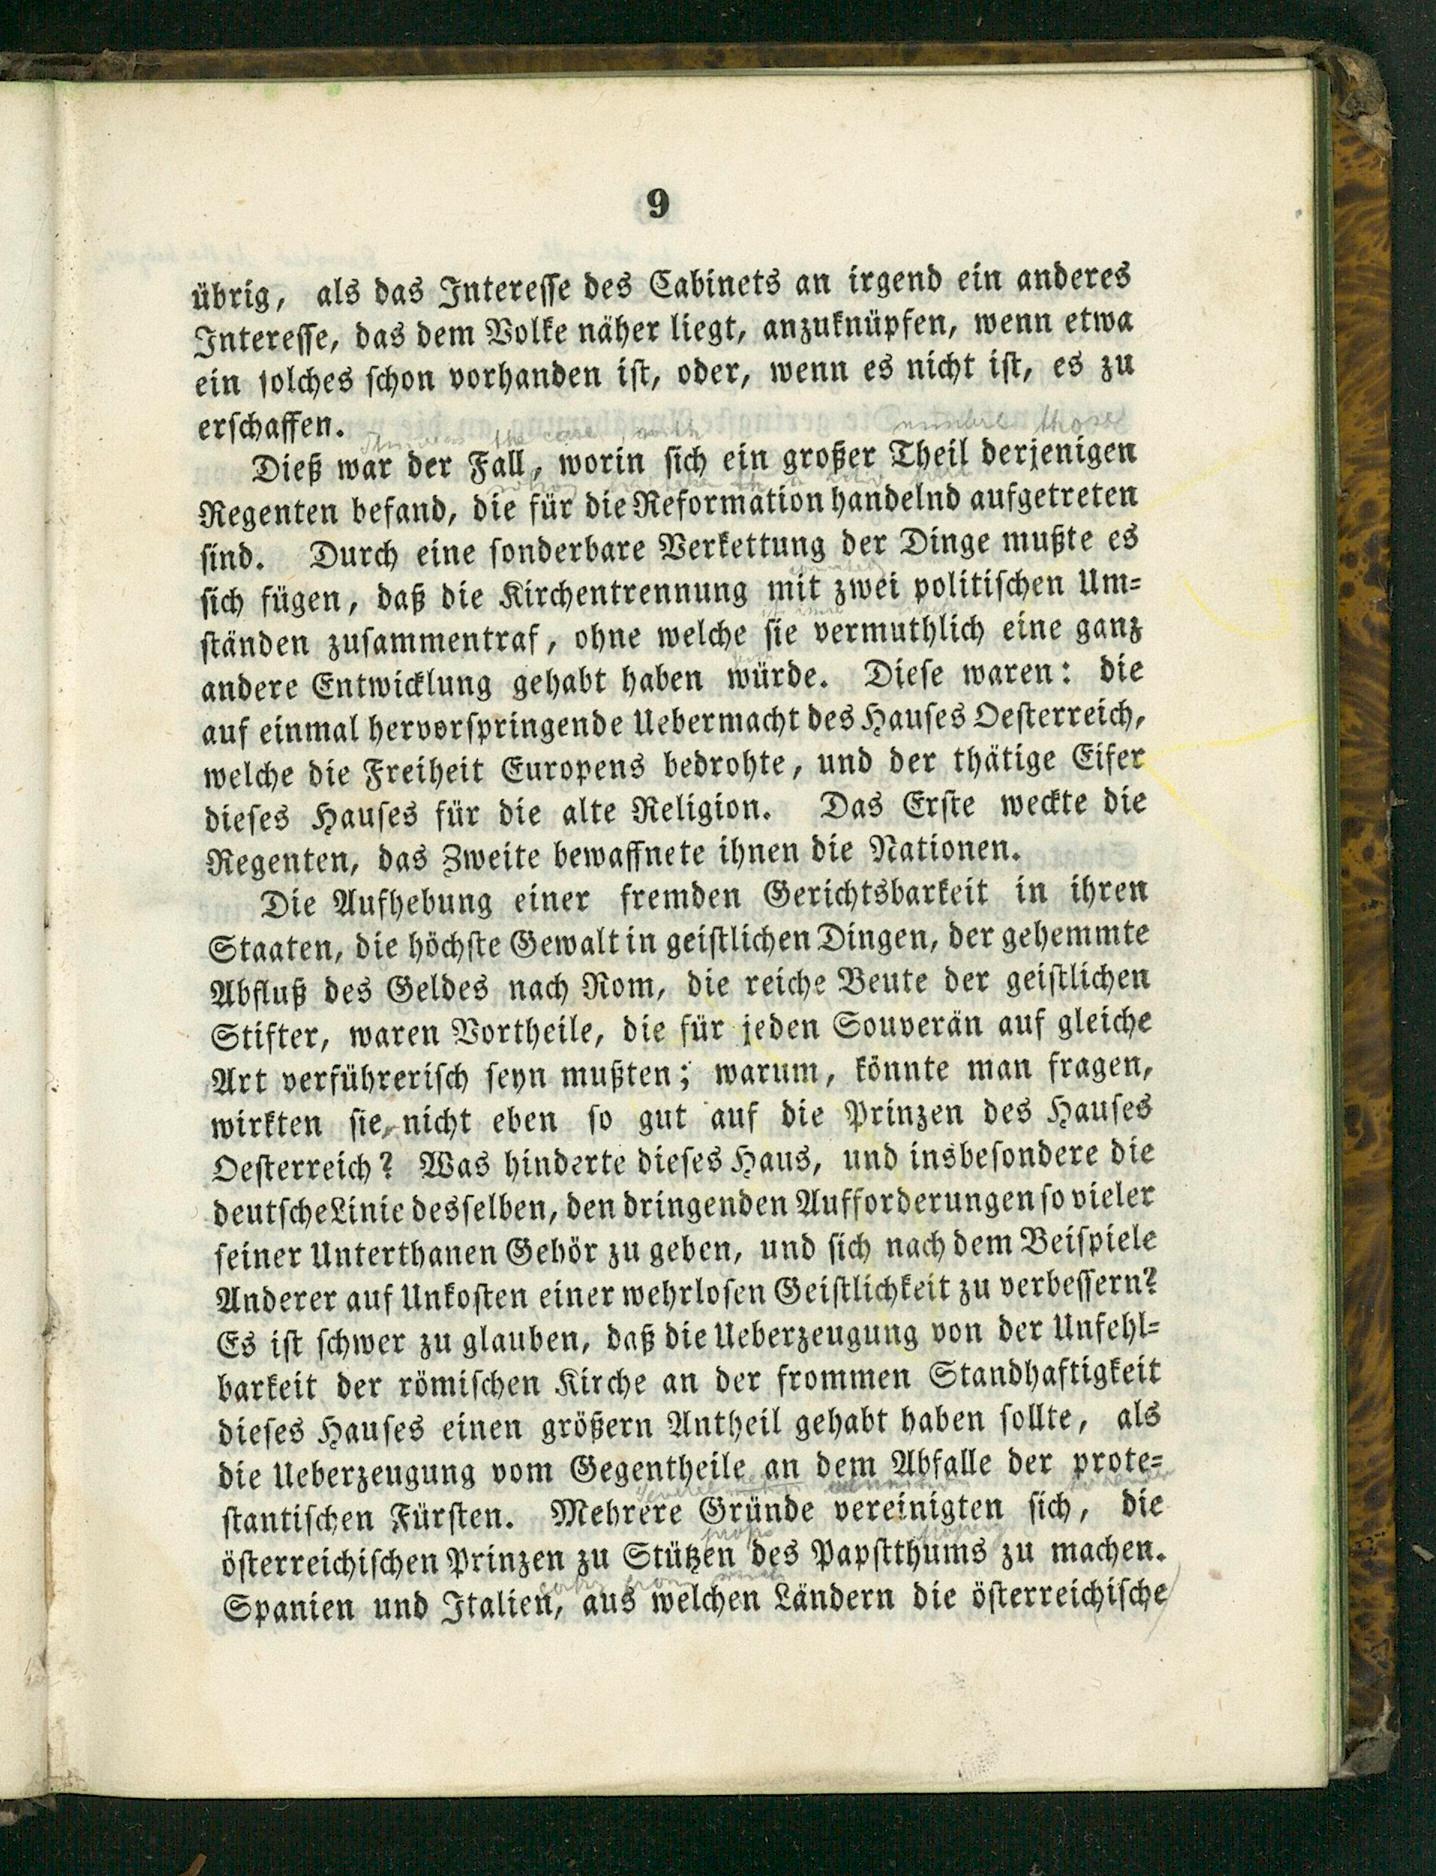 9
übrig, als das Interesse des Cabinets an irgend ein anderes
Interesse, das dem Volke näher liegt, anzuknüpfen, wenn etwa
ein solches schon vorhanden ist, oder, wenn es nicht ist, es zu
erschaffen.
the case with those
Dieß war der Fall, worin sich ein großer Theil derjenigen
Regenten befand, die für die Reformation handelnd aufgetreten
sind. Durch eine sonderbare Verkettung der Dinge mußte es
sich fügen, daß die Kirchentrennung mit zwei politischen Um-
ständen zusammentraf, ohne welche sie vermuthlich eine ganz
andere Entwicklung gehabt haben würde. Diese waren: die
auf einmal hervorspringende Uebermacht des Hauses Oesterreich,
welche die Freiheit Europens bedrohte, und der thätige Eifer
dieses Hauses für die alte Religion. Das Erste weckte die
Regenten, das Zweite bewaffnete ihnen die Nationen.
Die Aufhebung einer fremden Gerichtsbarkeit in ihren
Staaten, die höchste Gewalt in geistlichen Dingen, der gehemmte
Abfluß des Geldes nach Rom, die reiche Beute der geistlichen
Stifter, waren Vortheile, die für jeden Souverän auf gleiche
Art verführerisch seyn mußten; warum, könnte man fragen,
wirkten sie nicht eben so gut auf die Prinzen des Hauses
Oesterreich? Was hinderte dieses Haus, und insbesondere die
deutsche Linie desselben, den dringenden Aufforderungen so vieler
seiner Unterthanen Gehör zu geben, und sich nach dem Beispiele
Anderer auf Unkosten einer wehrlosen Geistlichkeit zu verbessern?
Es ist schwer zu glauben, daß die Ueberzeugung von der Unfehl-
barkeit der römischen Kirche an der frommen Standhaftigkeit
dieses Hauses einen größern Antheil gehabt haben sollte, als
die Ueberzeugung vom Gegentheile an dem Abfalle der prote-
stantischen Fürsten. Mehrere Gründe vereinigten sich, die
props
österreichischen Prinzen zu Stützen des Papstthums zu machen.
Spanien und Italien, aus welchen Ländern die österreichische